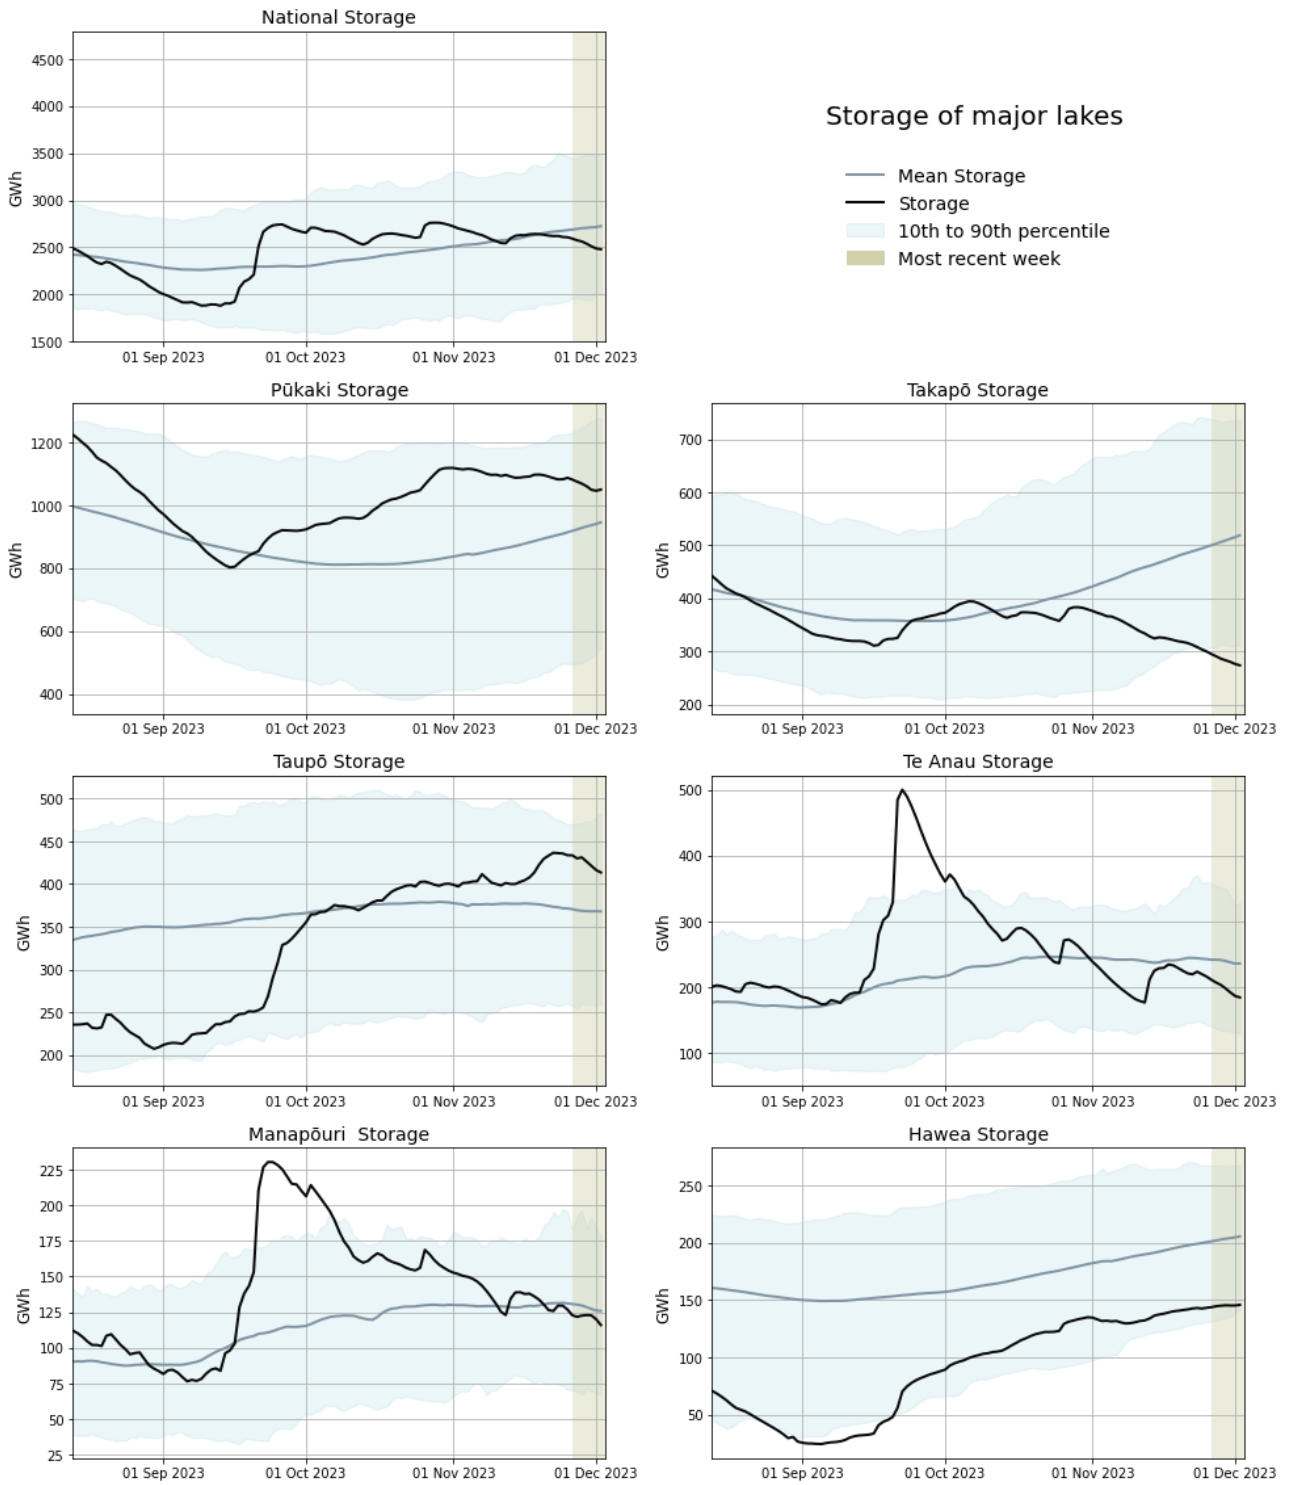 National Storage
4500
4000
3500
3000
2500
2000
1500
GWh
01 Sep 2023 01 Oct 2023 01 Nov 2023 01 Dec 2023
Storage of major lakes
Mean Storage
Storage
10th to 90th percentile
Most recent week
Pūkaki Storage
1200
1000
800
600
400
GWh
01 Sep 2023 01 Oct 2023 01 Nov 2023 01 Dec 2023
Takapō Storage
700
600
500
400
300
200
GWh
01 Sep 2023 01 Oct 2023 01 Nov 2023 01 Dec 2023
Taupō Storage
500
450
400
350
300
250
200
GWh
01 Sep 2023 01 Oct 2023 01 Nov 2023 01 Dec 2023
Te Anau Storage
500
400
300
200
100
GWh
01 Sep 2023 01 Oct 2023 01 Nov 2023 01 Dec 2023
Manapōuri  Storage
225
200
175
150
125
100
75
50
25
GWh
01 Sep 2023 01 Oct 2023 01 Nov 2023 01 Dec 2023
Hawea Storage
250
200
150
100
50
GWh
01 Sep 2023 01 Oct 2023 01 Nov 2023 01 Dec 2023